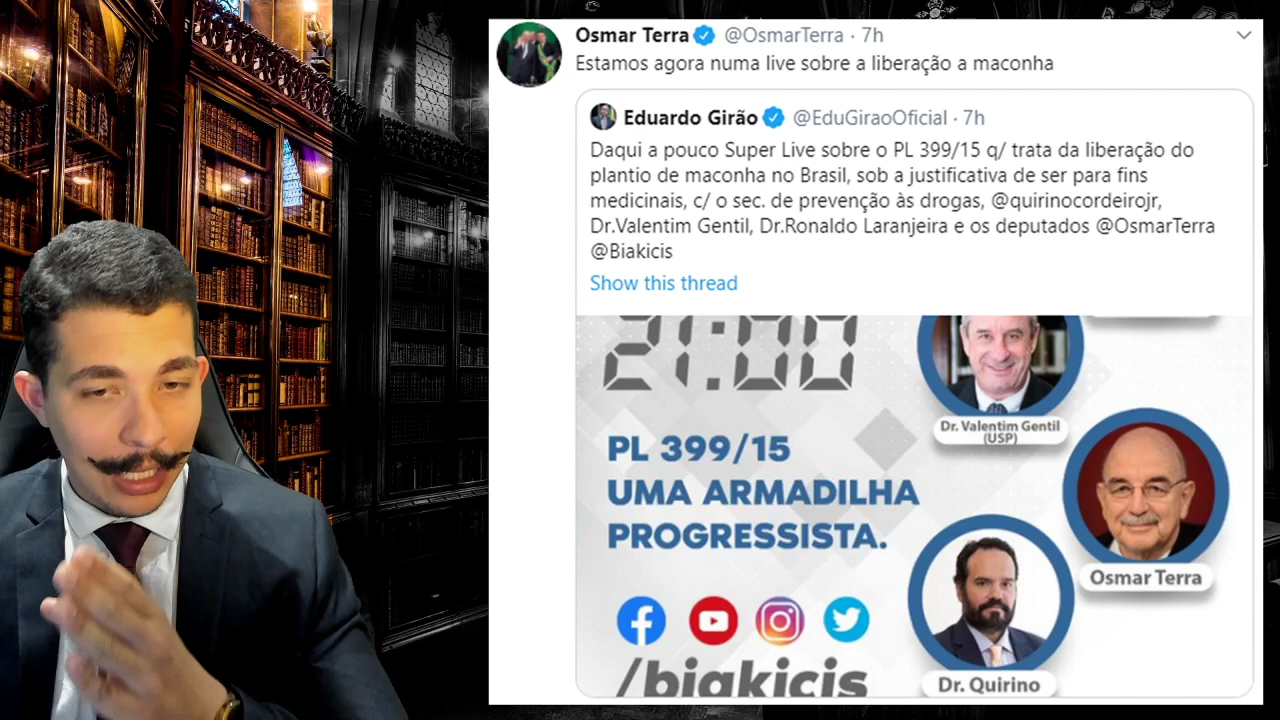 Osmar Terra @OsmarTerra · 7h
Estamos agora numa live sobre a liberação a maconha
Eduardo Girão @EduGiraoOficial · 7h
Daqui a pouco Super Live sobre o PL 399/15 q/ trata da liberação do
plantio de maconha no Brasil, sob a justificativa de ser para fins
medicinais, c/ o sec. de prevenção às drogas, @quirinocordeirojr,
Dr.Valentim Gentil, Dr.Ronaldo Laranjeira e os deputados @OsmarTerra
@Biakicis
Show this thread
21:00
Dr. Valentim Gentil
(USP)
PL 399/15
UMA ARMADILHA
PROGRESSISTA.
Osmar Terra
/biakicis
Dr. Quirino